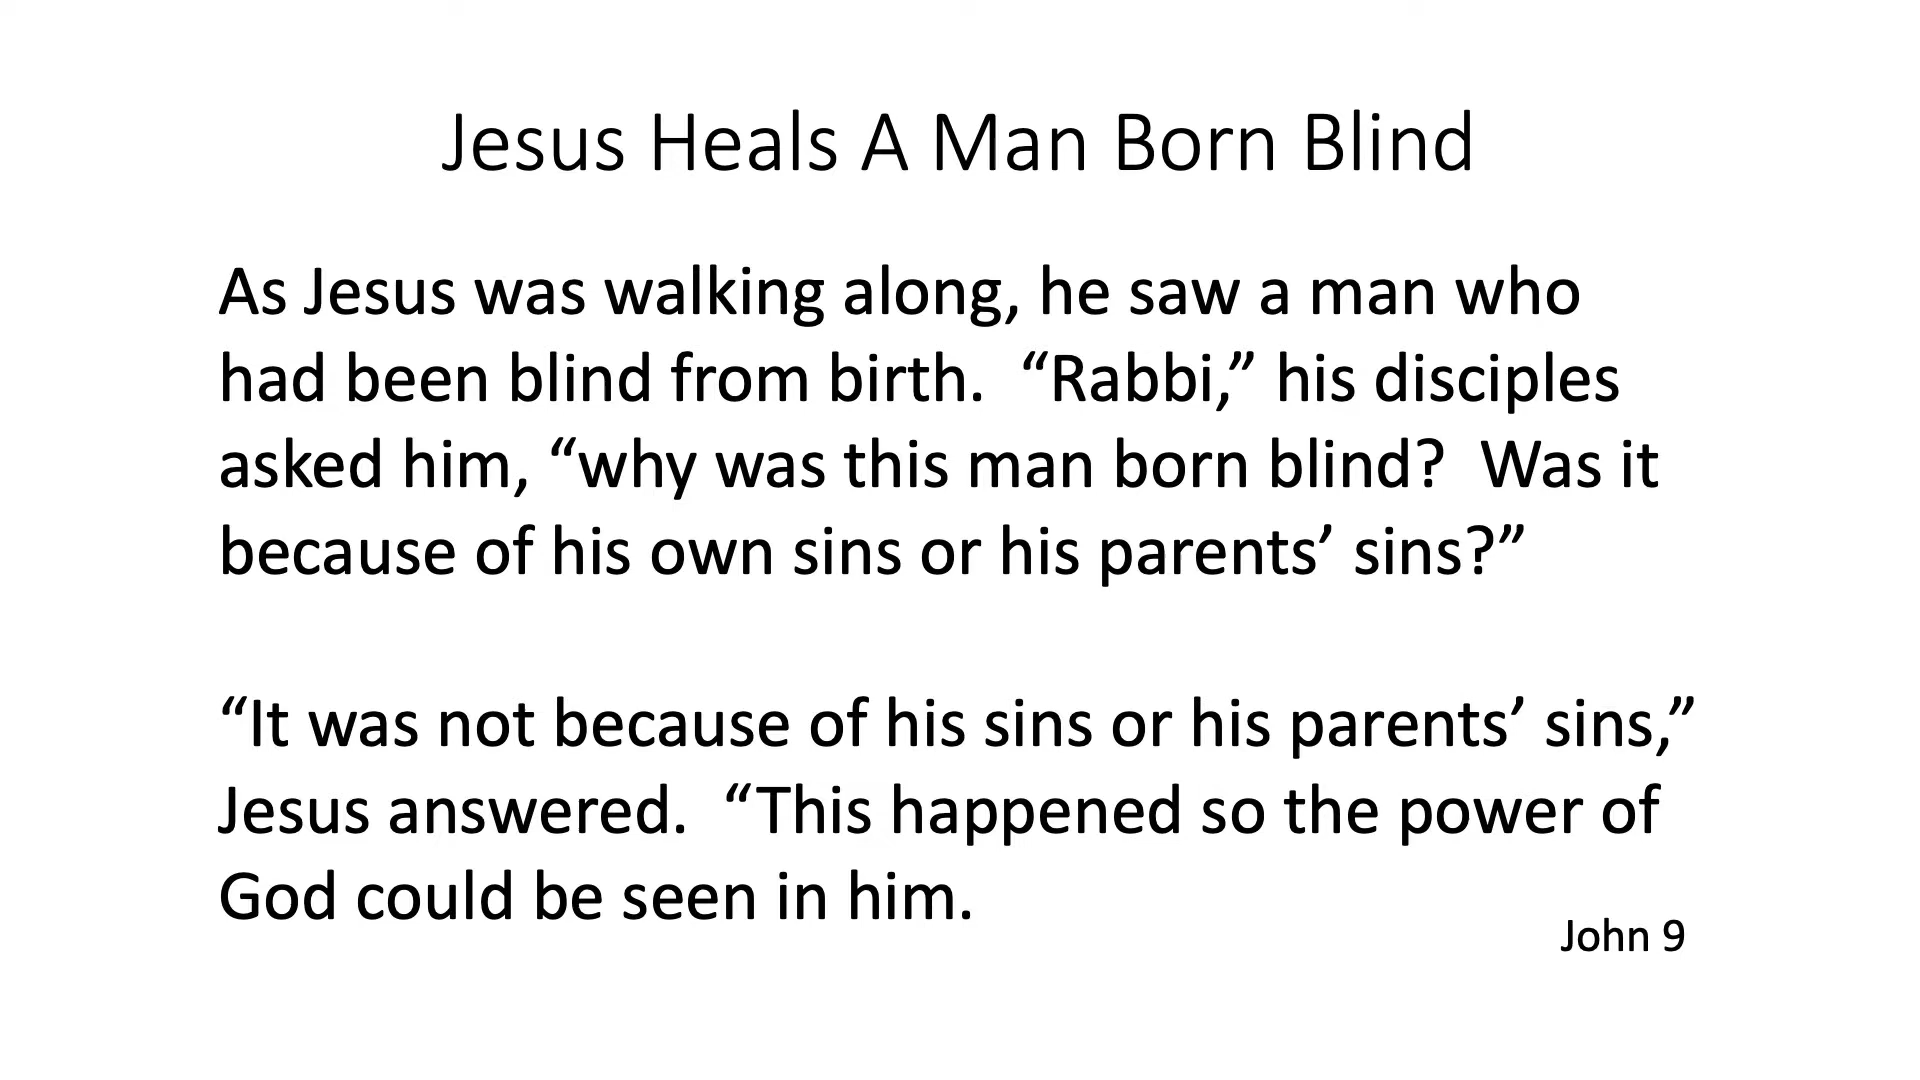 Jesus Heals A Man Born Blind
As Jesus was walking along, he saw a man who
had been blind from birth.  “Rabbi,” his disciples
asked him, “why was this man born blind?  Was it
because of his own sins or his parents’ sins?”
“It was not because of his sins or his parents’ sins,”
Jesus answered.  “This happened so the power of
God could be seen in him.
John 9